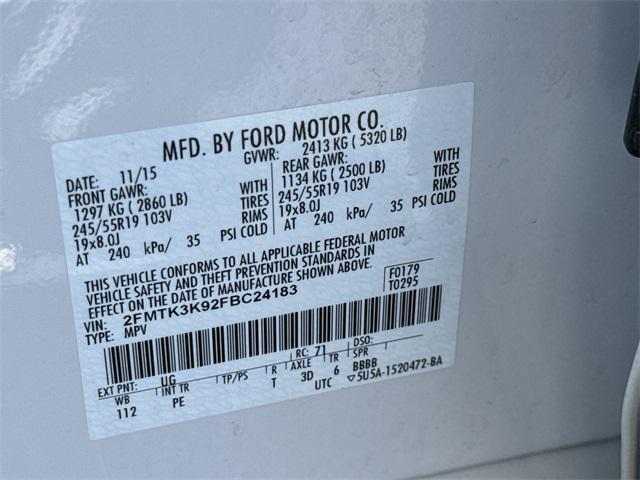 MFD. BY FORD MOTOR CO.
DATE: 11/15 GVWR: 2413 KG ( 5320 LB)
FRONT GAWR: REAR GAWR:
1297 KG ( 2860 LB) WITH 1134 KG ( 2500 LB) WITH
245/55R19 103V TIRES 245/55R19 103V TIRES
19x8.0J RIMS 19x8.0J RIMS
AT 240 kPa/ 35 PSI COLD AT 240 kPa/ 35 PSI COLD
THIS VEHICLE CONFORMS TO ALL APPLICABLE FEDERAL MOTOR
VEHICLE SAFETY AND THEFT PREVENTION STANDARDS IN
EFFECT ON THE DATE OF MANUFACTURE SHOWN ABOVE. F0179
VIN: 2FMTK3K92FBC24183 T0295
TYPE: MPV
EXT PNT: UG RC: 71 DSO:
WB INT TR TP/PS R AXLE TR SPR
112 PE T 3D 6 BBBB
UTC ▽5U5A-1520472-BA